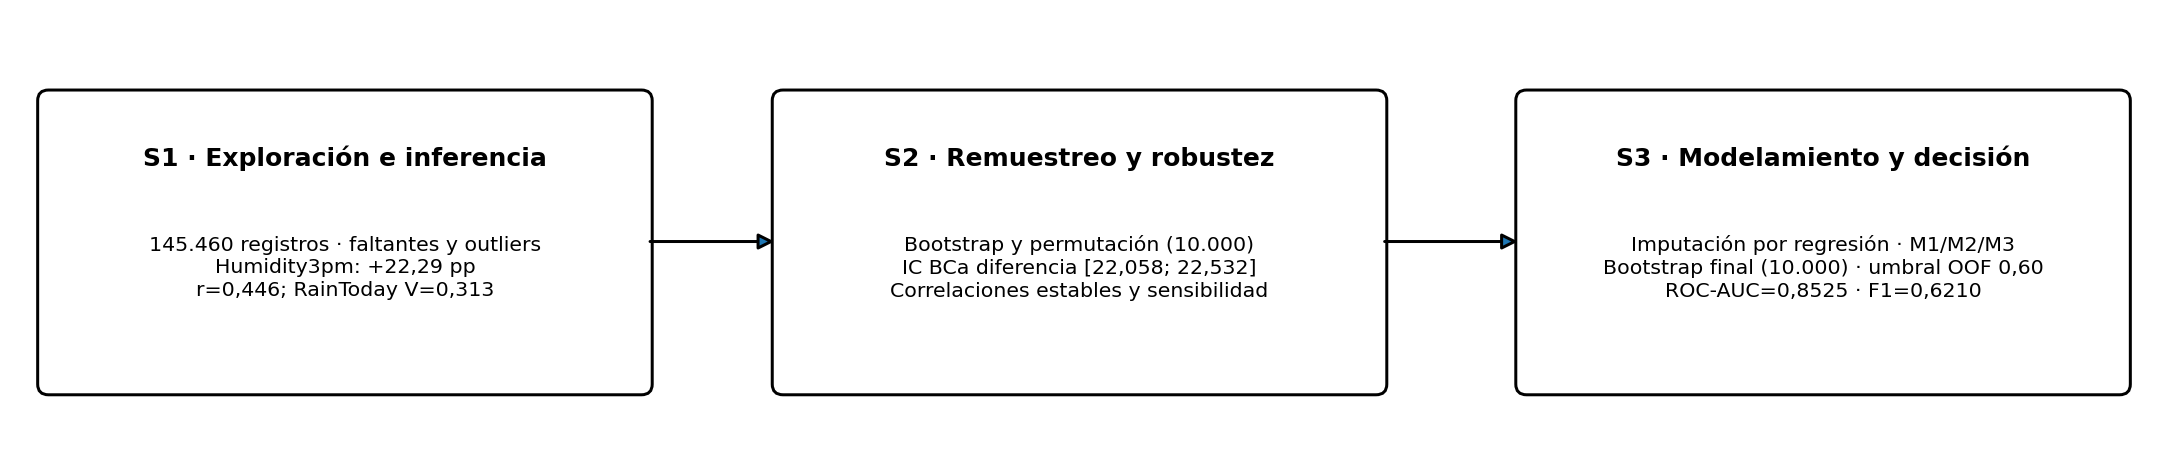 S1 · Exploración e inferencia
145.460 registros · faltantes y outliers
Humidity3pm: +22,29 pp
r=0,446; RainToday V=0,313
S2 · Remuestreo y robustez
Bootstrap y permutación (10.000)
IC BCa diferencia [22,058; 22,532]
Correlaciones estables y sensibilidad
S3 · Modelamiento y decisión
Imputación por regresión · M1/M2/M3
Bootstrap final (10.000) · umbral OOF 0,60
ROC-AUC=0,8525 · F1=0,6210